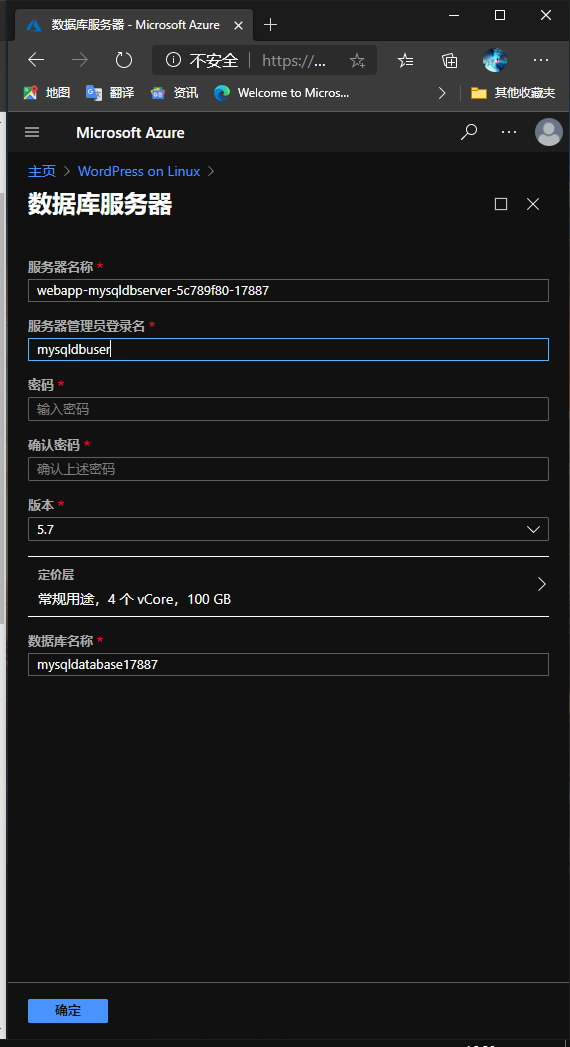 数据库服务器 - Microsoft Azure
不安全 https://...
地图 翻译 资讯 Welcome to Micros... 其他收藏夹
Microsoft Azure
主页 > WordPress on Linux >
数据库服务器
服务器名称 *
webapp-mysqldbserver-5c789f80-17887
服务器管理员登录名 *
mysqldbuser
密码 *
输入密码
确认密码 *
确认上述密码
版本 *
5.7
定价层
常规用途，4 个 vCore，100 GB
数据库名称 *
mysqldatabase17887
确定